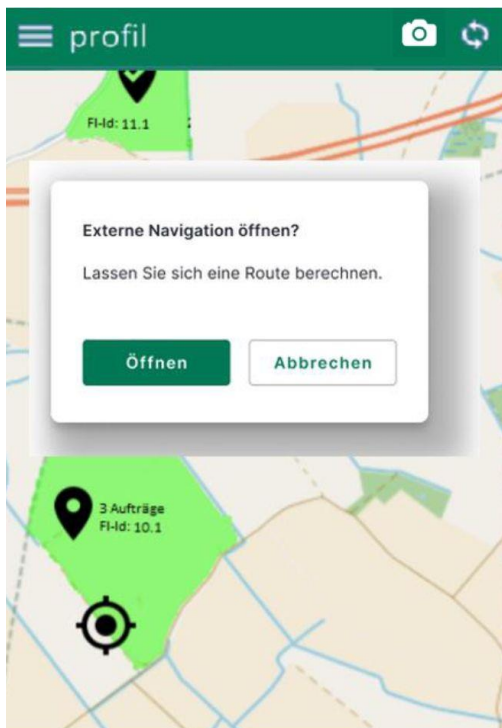 profil
Fl-Id: 11.1
Externe Navigation öffnen?
Lassen Sie sich eine Route berechnen.
Öffnen
Abbrechen
3 Aufträge
Fl-Id: 10.1